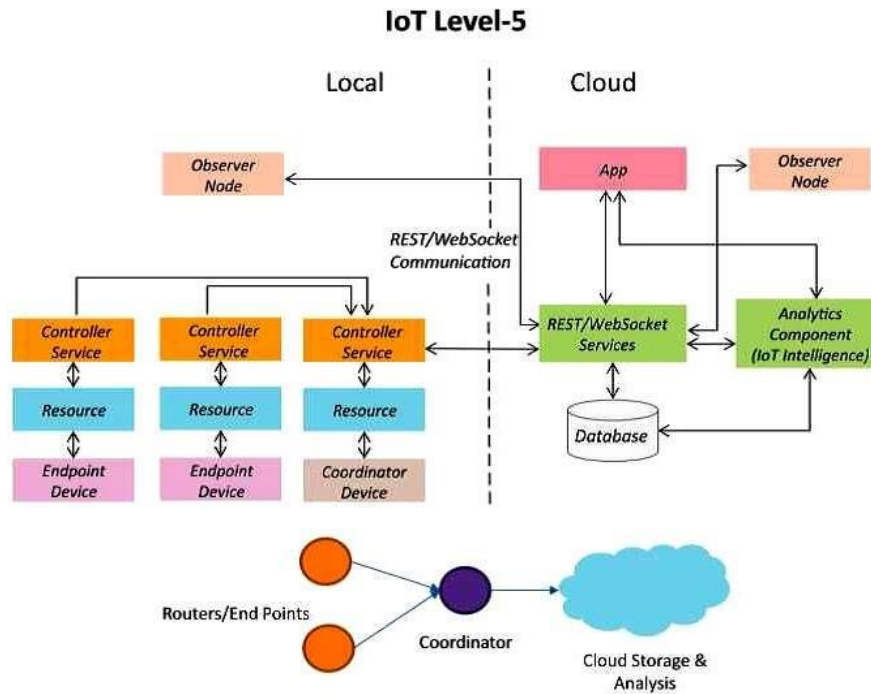 IoT Level-5
Local
Cloud
Observer
Node
App
Observer
Node
REST/WebSocket
Communication
Controller
Service
Controller
Service
Controller
Service
REST/WebSocket
Services
Analytics
Component
(IoT Intelligence)
Resource
Resource
Resource
Database
Endpoint
Device
Endpoint
Device
Coordinator
Device
Routers/End Points
Coordinator
Cloud Storage &
Analysis